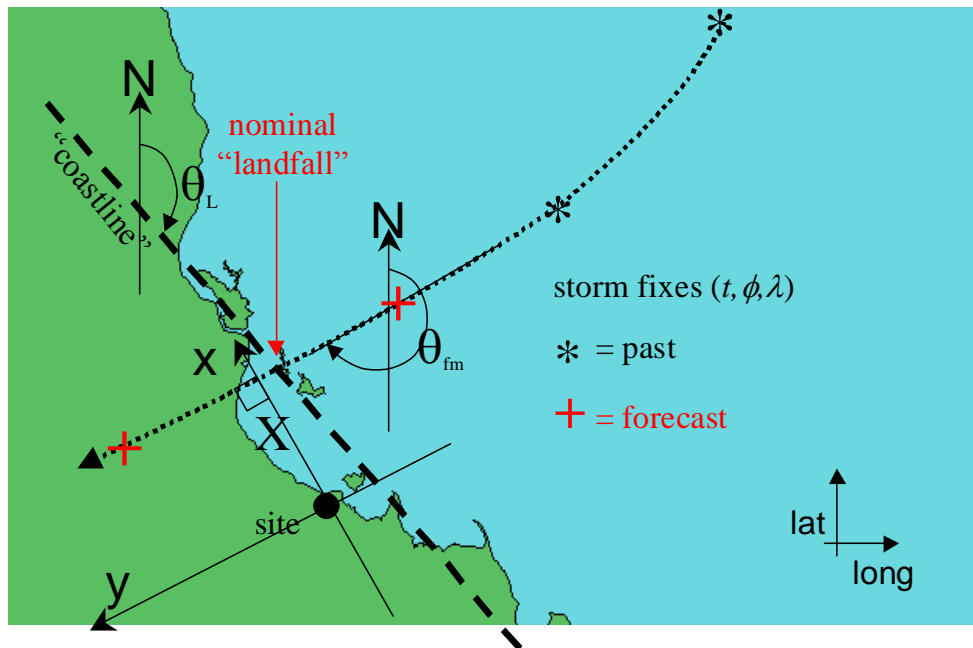 N
nominal
“landfall”
“coastline”
θL
N
storm fixes (t, ϕ, λ)
* = past
θfm
x
+ = forecast
X
site
lat
long
y